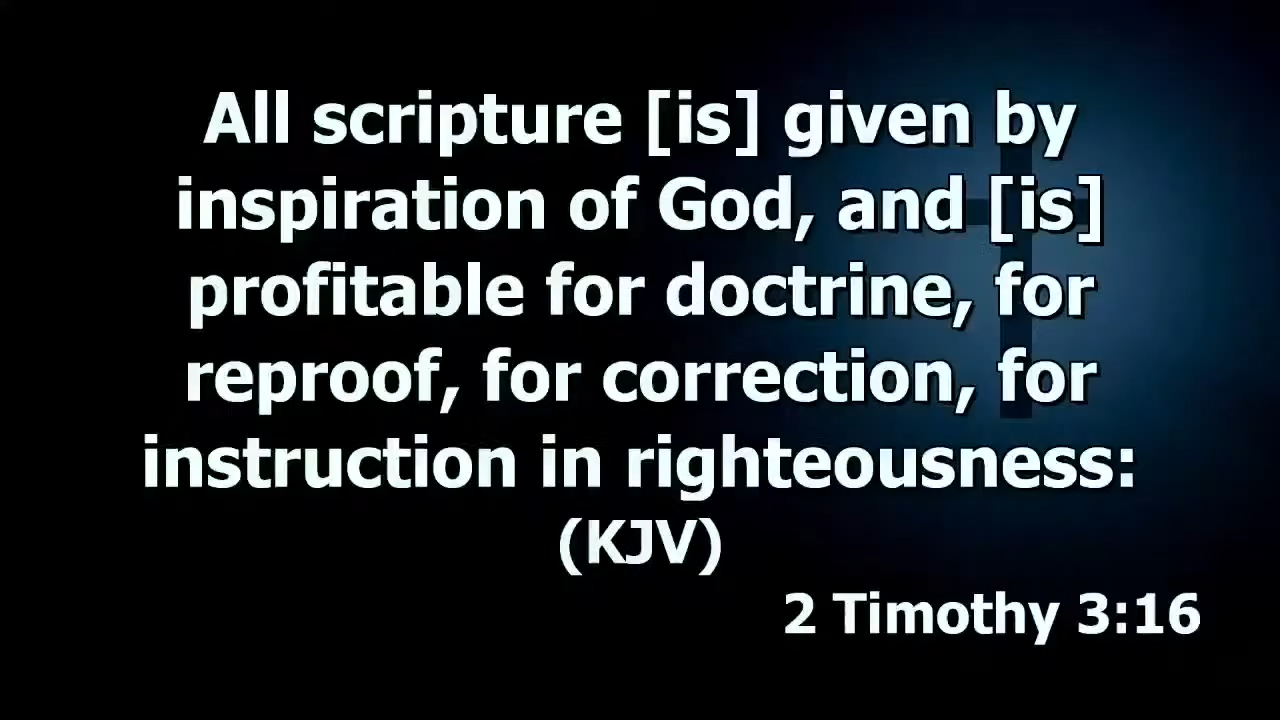 All scripture [is] given by
inspiration of God, and [is]
profitable for doctrine, for
reproof, for correction, for
instruction in righteousness:
(KJV)
2 Timothy 3:16